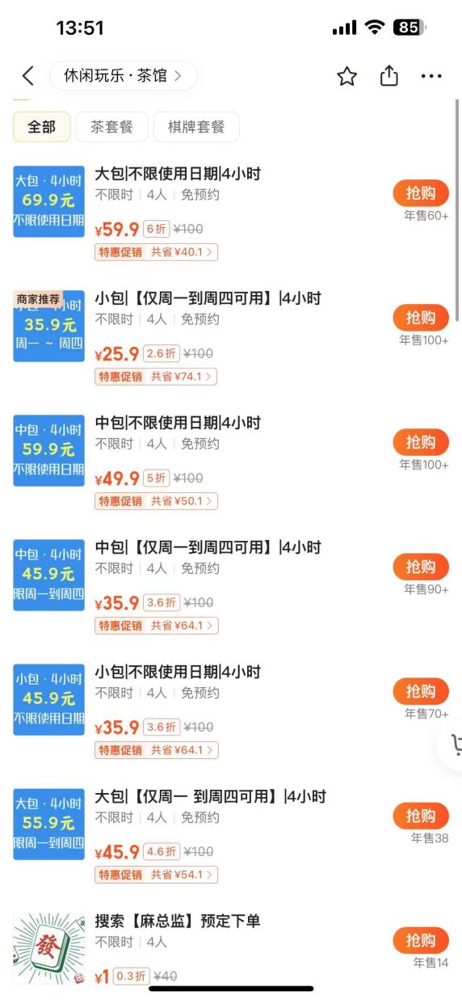 13:51
85
休闲玩乐·茶馆
全部
茶套餐
棋牌套餐
大包·4小时
69.9元
不限使用日期
大包|不限使用日期|4小时
不限时 4人 免预约
¥59.9 6折 ¥100
特惠促销 共省¥40.1
抢购
年售60+
商家推荐
35.9元
周一 ~ 周四
小包|【仅周一到周四可用】|4小时
不限时 4人 免预约
¥25.9 2.6折 ¥100
特惠促销 共省¥74.1
抢购
年售100+
中包·4小时
59.9元
不限使用日期
中包|不限使用日期|4小时
不限时 4人 免预约
¥49.9 5折 ¥100
特惠促销 共省¥50.1
抢购
年售100+
中包·4小时
45.9元
限周一到周四
中包|【仅周一到周四可用】|4小时
不限时 4人 免预约
¥35.9 3.6折 ¥100
特惠促销 共省¥64.1
抢购
年售90+
小包·4小时
45.9元
不限使用日期
小包|不限使用日期|4小时
不限时 4人 免预约
¥35.9 3.6折 ¥100
特惠促销 共省¥64.1
抢购
年售70+
大包·4小时
55.9元
限周一到周四
大包|【仅周一 到周四可用】|4小时
不限时 4人 免预约
¥45.9 4.6折 ¥100
特惠促销 共省¥54.1
抢购
年售38
發
搜索【麻总监】预定下单
不限时 4人
¥1 0.3折 ¥40
抢购
年售14